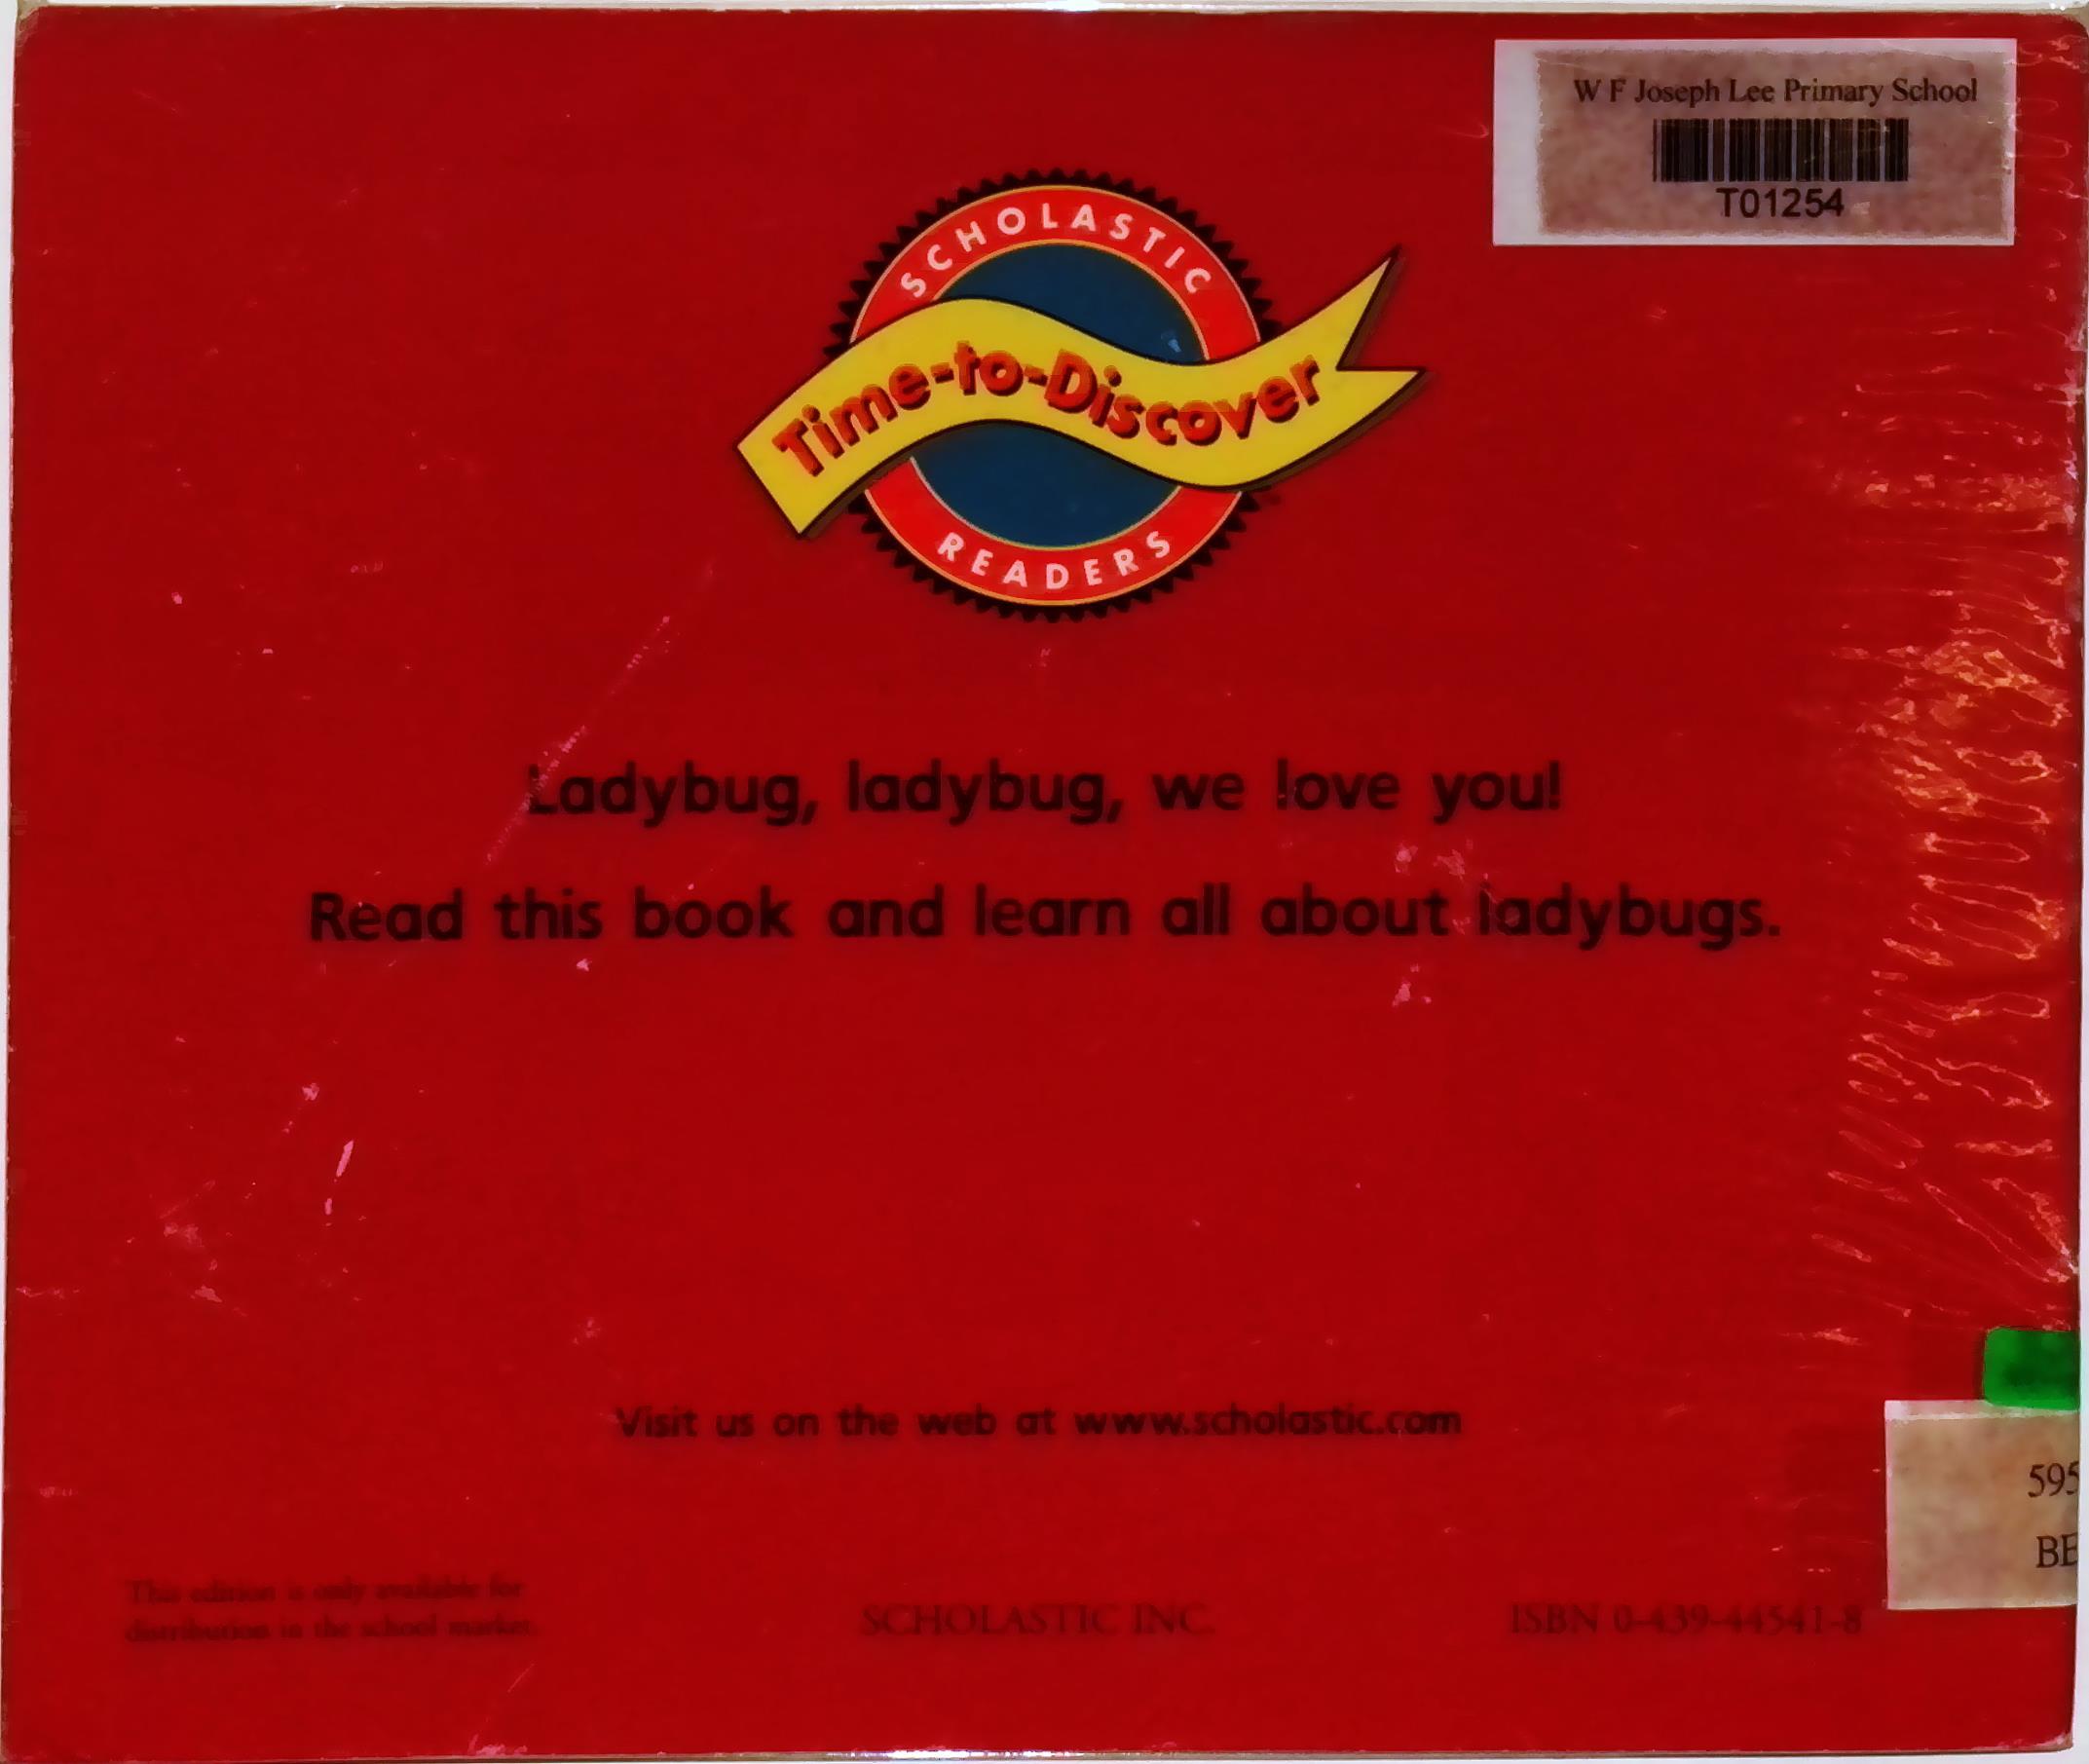 W F Joseph Lee Primary School
T01254
SCHOLASTIC
Time-to-Discover
READERS
Ladybug, ladybug, we love you!
Read this book and learn all about ladybugs.
Visit us on the web at www.scholastic.com
595
BE
This edition is only available for
distribution in the school market.
SCHOLASTIC INC.
ISBN 0-439-44541-8